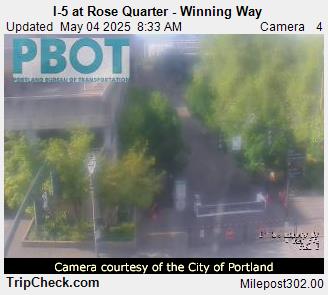 I-5 at Rose Quarter - Winning Way
Updated May 04 2025 8:33 AM Camera 4
PBOT
PORTLAND BUREAU OF TRANSPORTATION
Camera courtesy of the City of Portland
TripCheck.com Milepost302.00